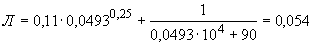 Л = 0,11·0,0493^0,25 + 1/(0,0493·10^4 + 90) = 0,054